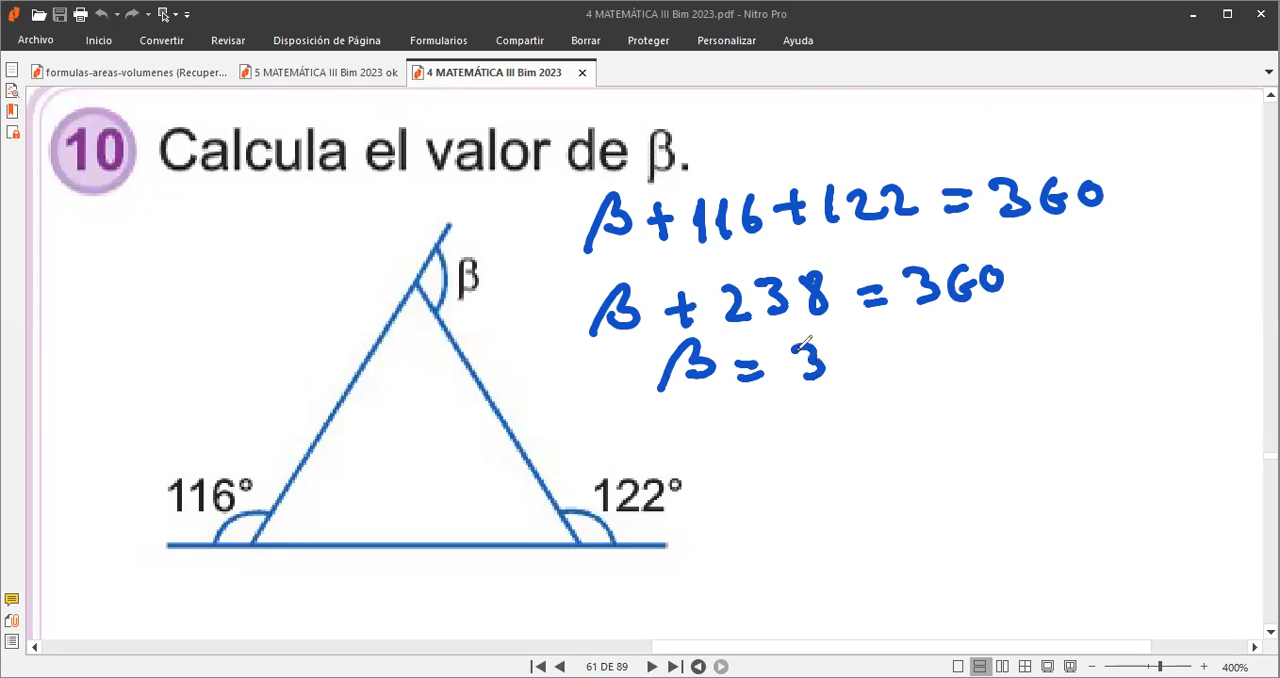 4 MATEMÁTICA III Bim 2023.pdf - Nitro Pro
Archivo Inicio Convertir Revisar Disposición de Página Formularios Compartir Borrar Proteger Personalizar Ayuda
formulas-areas-volumenes (Recuper... 5 MATEMÁTICA III Bim 2023 ok 4 MATEMÁTICA III Bim 2023
10 Calcula el valor de β.
β + 116 + 122 = 360
β
β + 238 = 360
β = 3
116° 122°
61 DE 89
400%